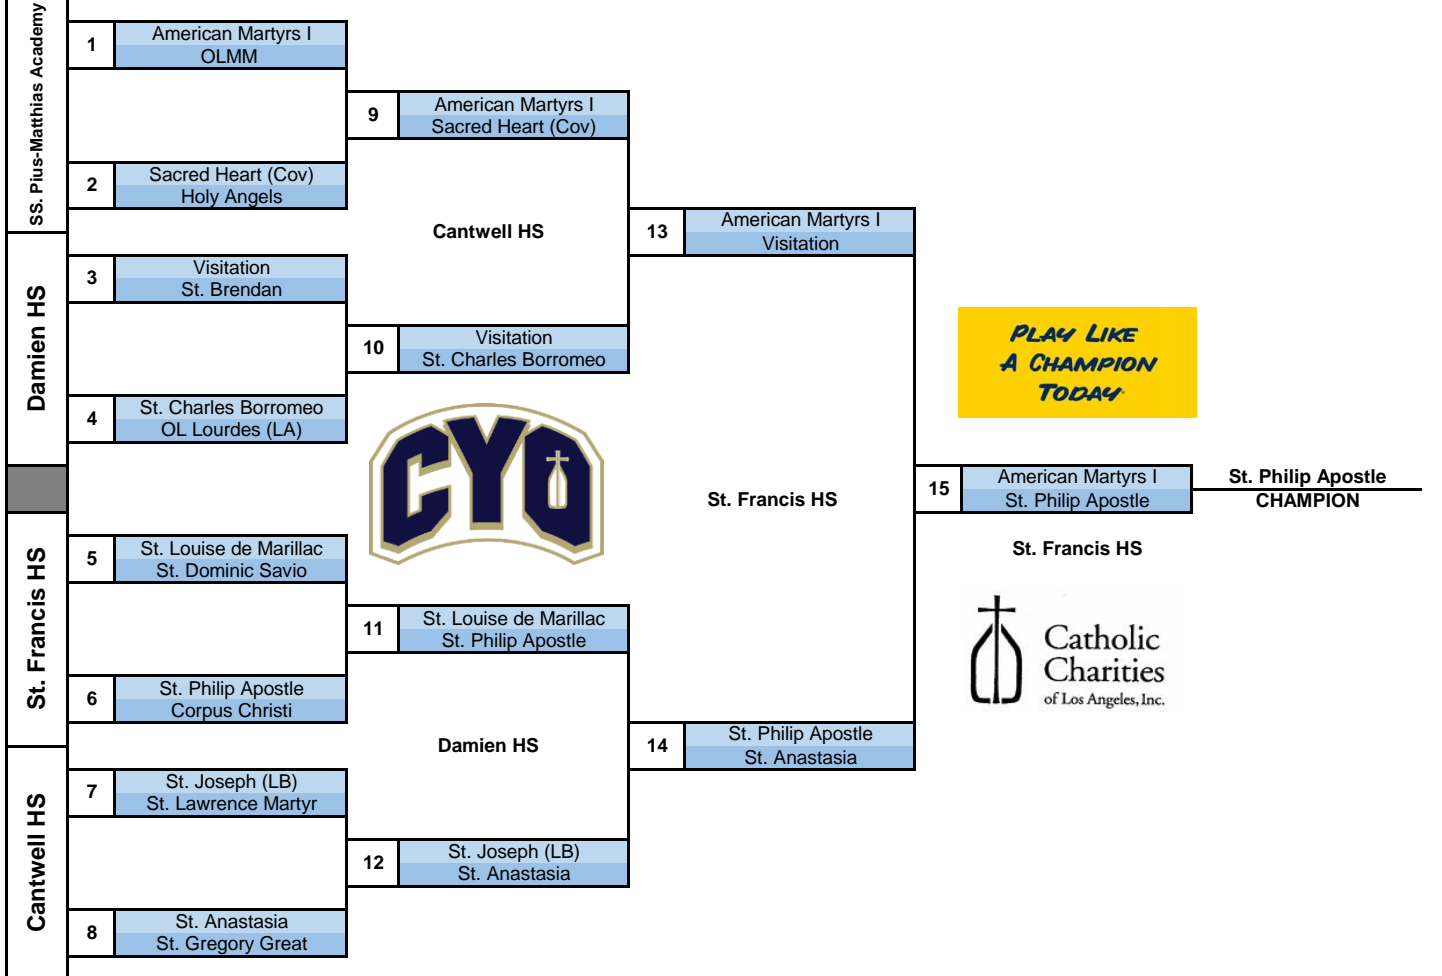 SS. Pius-Matthias Academy
1
American Martyrs I
OLMM
9
American Martyrs I
Sacred Heart (Cov)
2
Sacred Heart (Cov)
Holy Angels
Cantwell HS
13
American Martyrs I
Visitation
Damien HS
3
Visitation
St. Brendan
10
Visitation
St. Charles Borromeo
PLAY LIKE
A CHAMPION
TODAY
4
St. Charles Borromeo
OL Lourdes (LA)
CYO
St. Francis HS
15
American Martyrs I
St. Philip Apostle
St. Philip Apostle
CHAMPION
St. Francis HS
St. Francis HS
5
St. Louise de Marillac
St. Dominic Savio
11
St. Louise de Marillac
St. Philip Apostle
Catholic
Charities
of Los Angeles, Inc.
6
St. Philip Apostle
Corpus Christi
Damien HS
14
St. Philip Apostle
St. Anastasia
Cantwell HS
7
St. Joseph (LB)
St. Lawrence Martyr
12
St. Joseph (LB)
St. Anastasia
8
St. Anastasia
St. Gregory Great